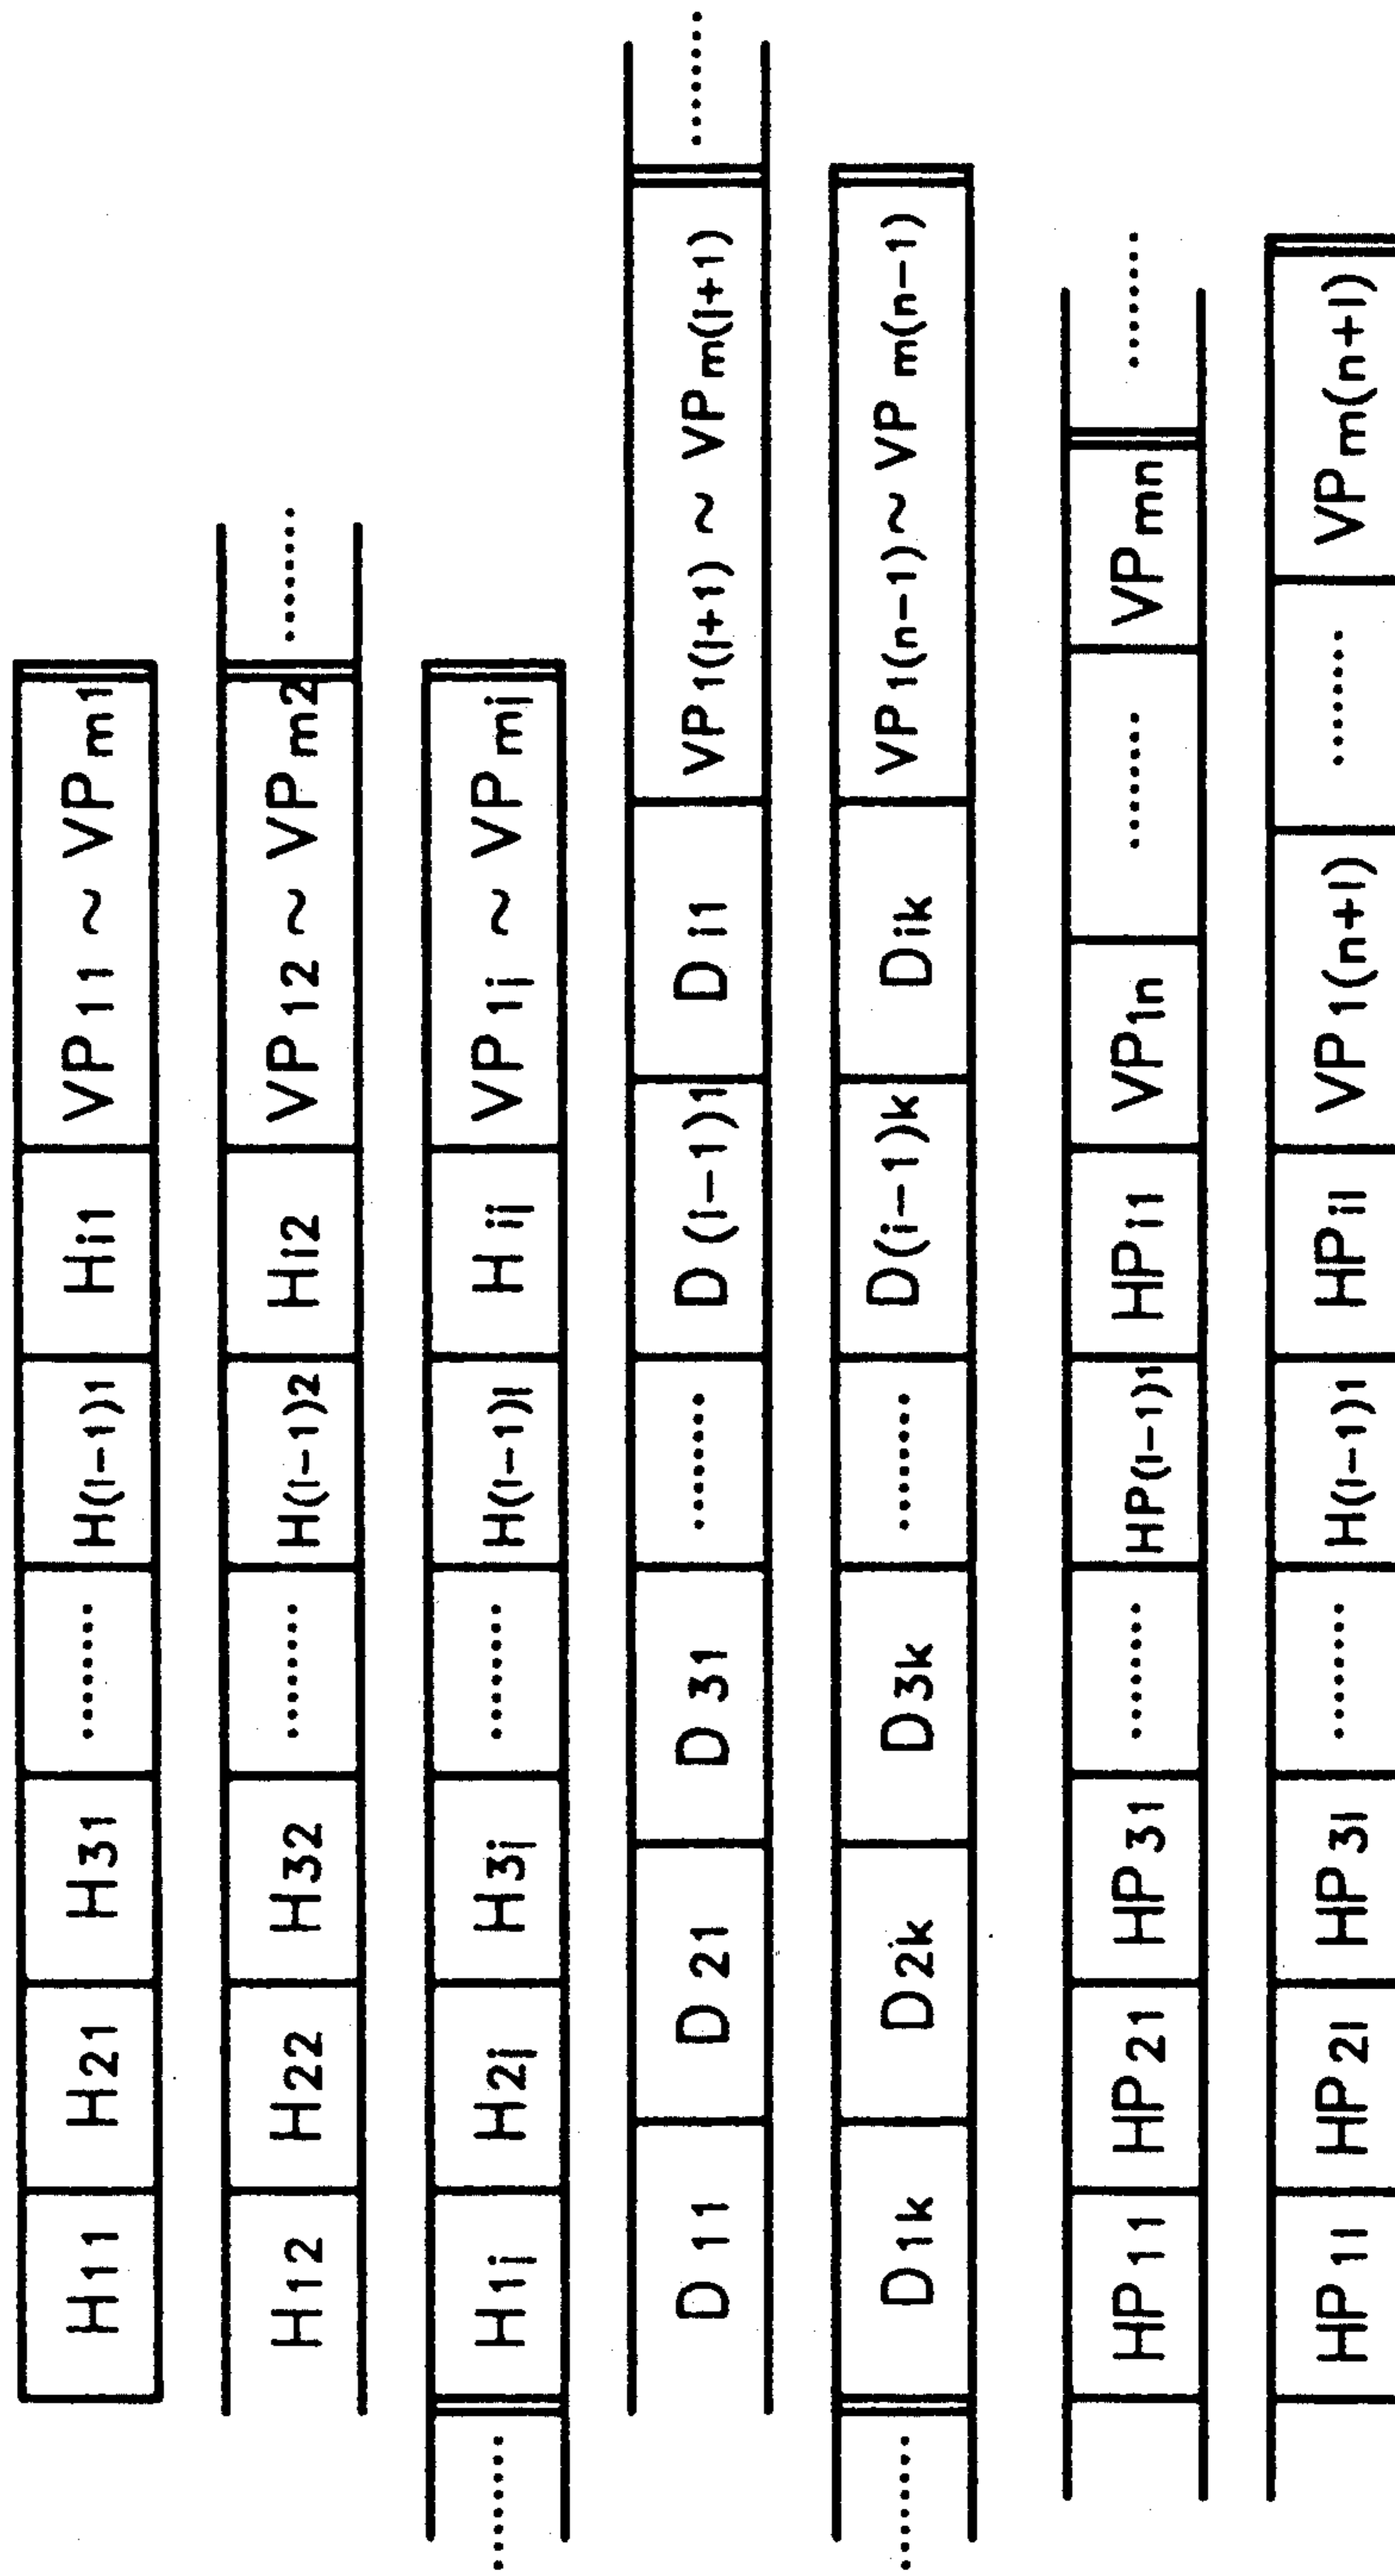 H11 H21 H31 ........ H(i-1)1 Hi1 VP11 ~ VPm1
H12 H22 H32 ........ H(i-1)2 Hi2 VP12 ~ VPm2 ........
........ H1j H2j H3j ........ H(i-1)j Hij VP1j ~ VPmj
D11 D21 D31 ........ D(i-1)1 Di1 VP1(j+1) ~ VPm(j+1) ........
........ D1k D2k D3k ........ D(i-1)k Dik VP1(n-1) ~ VPm(n-1)
HP11 HP21 HP31 ........ HP(i-1)1 HPi1 VP1n ........ VPmn ........
HP1l HP2l HP3l ........ H(i-1)1 HPil VP1(n+l) ........ VPm(n+l)